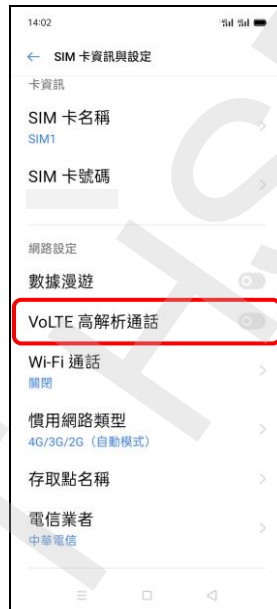 14:02
SIM 卡資訊與設定
卡資訊
SIM 卡名稱
SIM1
SIM 卡號碼
網路設定
數據漫遊
VoLTE 高解析通話
Wi-Fi 通話
關閉
慣用網路類型
4G/3G/2G（自動模式）
存取點名稱
電信業者
中華電信